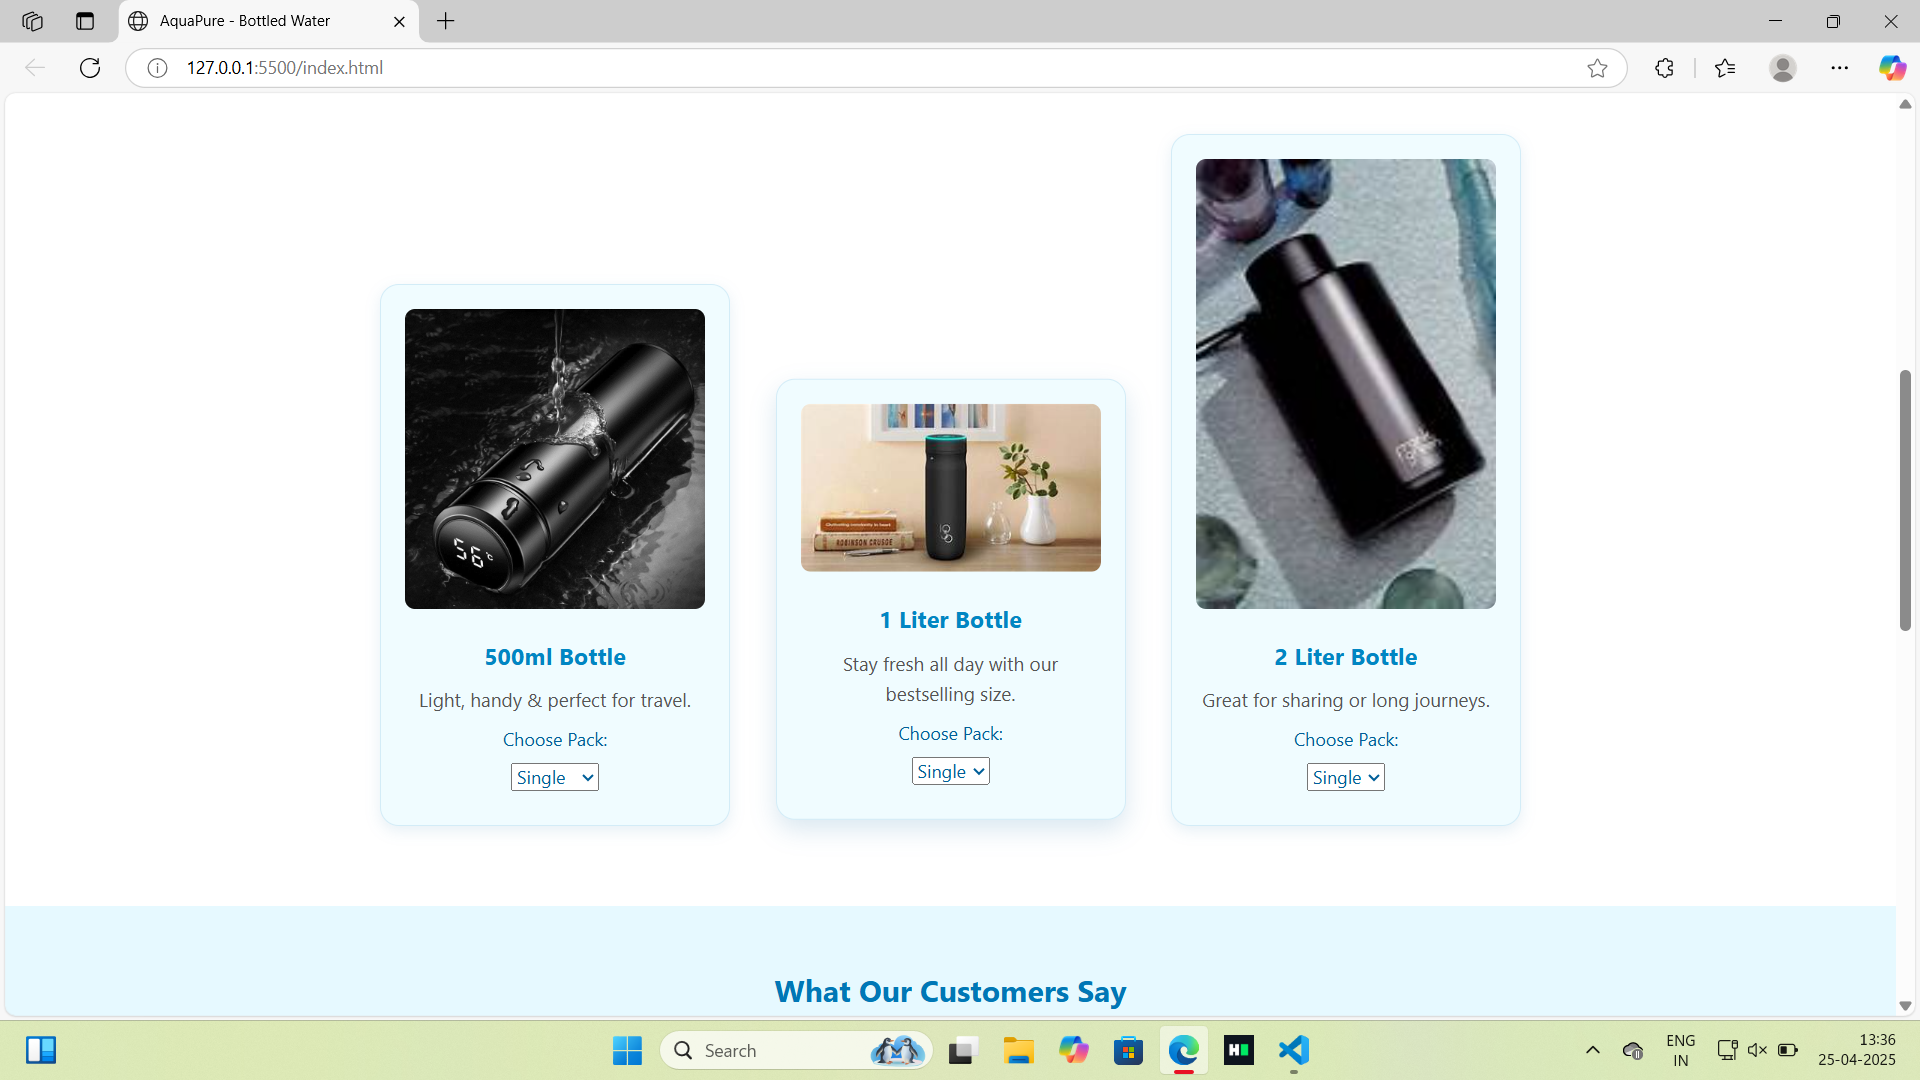 AquaPure - Bottled Water
127.0.0.1:5500/index.html
56°C
ROBINSON CRUSOE
500ml Bottle
Light, handy & perfect for travel.
Choose Pack:
Single
1 Liter Bottle
Stay fresh all day with our
bestselling size.
Choose Pack:
Single
2 Liter Bottle
Great for sharing or long journeys.
Choose Pack:
Single
What Our Customers Say
Search
ENG
IN
13:36
25-04-2025